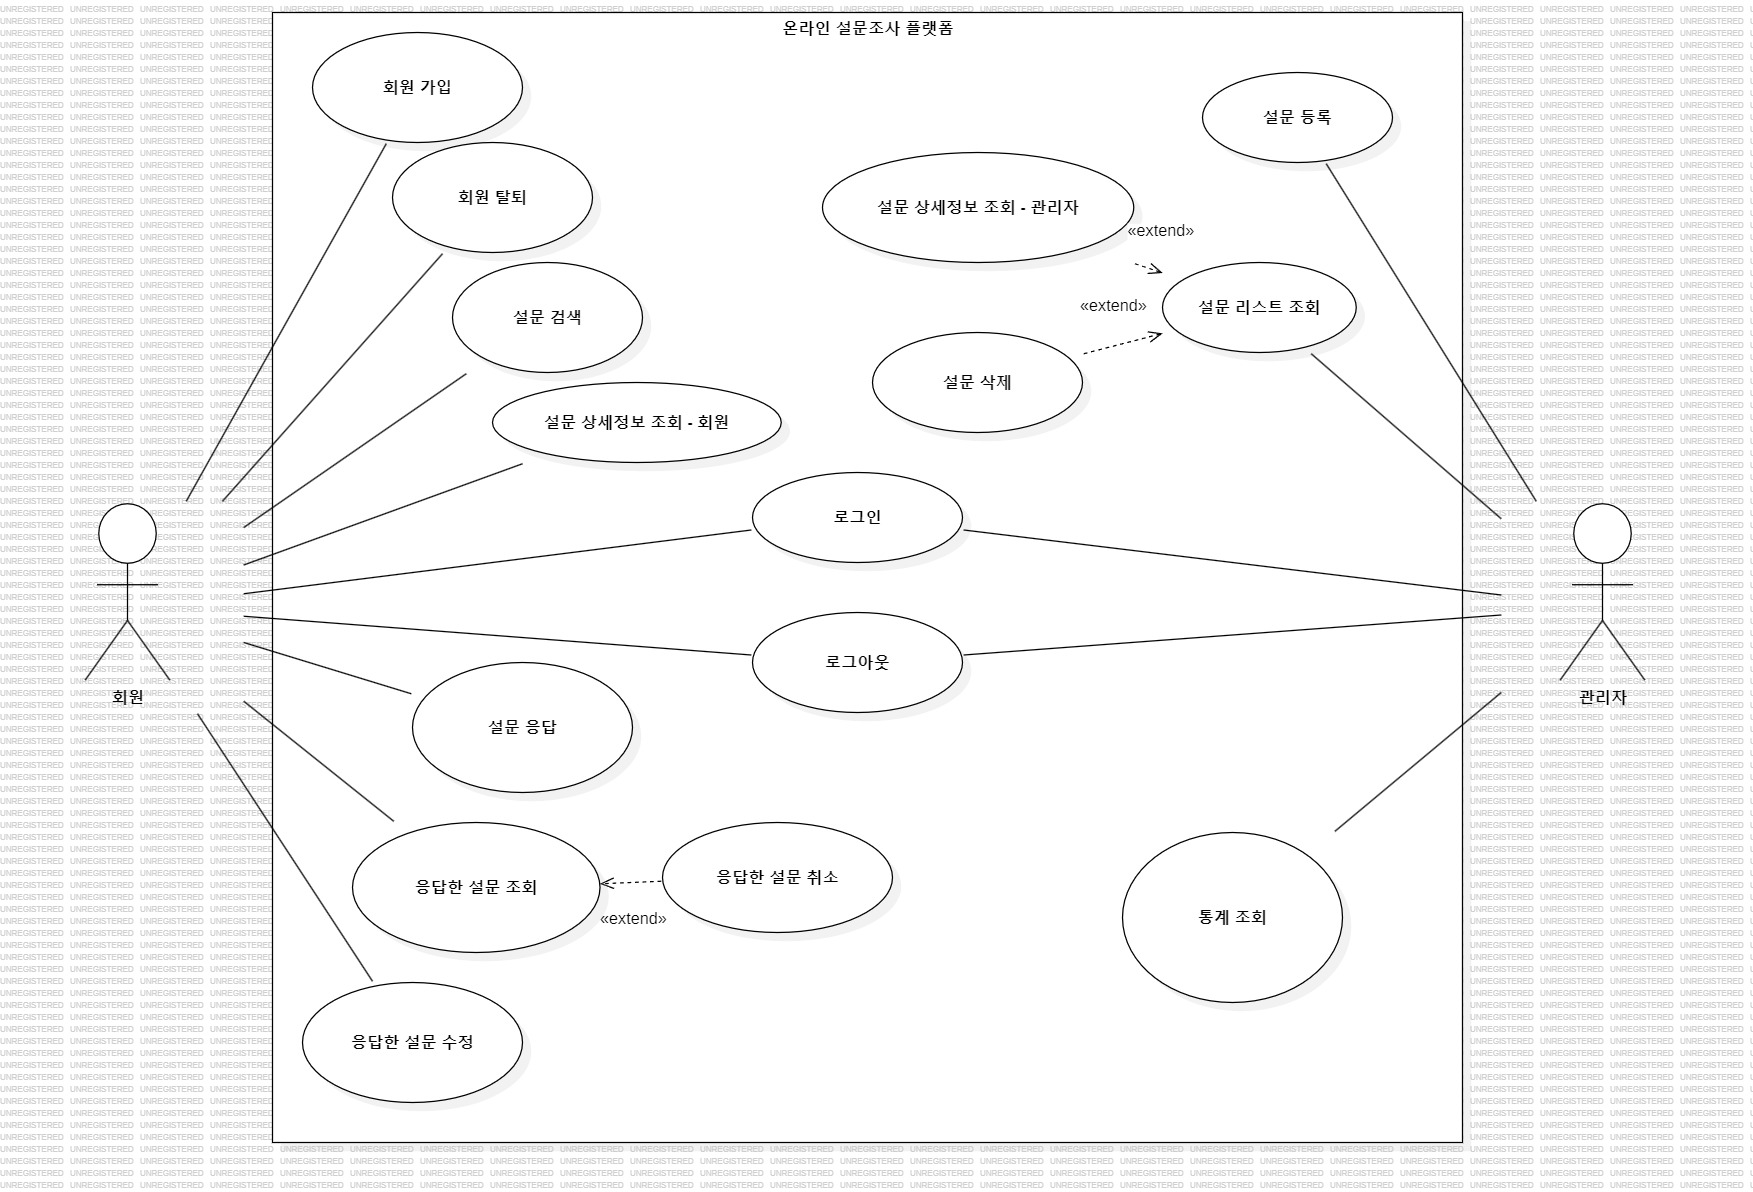 온라인 설문조사 플랫폼
회원 가입
설문 등록
회원 탈퇴
설문 상세정보 조회 - 관리자
«extend»
설문 검색
«extend»
설문 리스트 조회
설문 삭제
설문 상세정보 조회 - 회원
로그인
로그아웃
회원
관리자
설문 응답
응답한 설문 조회
«extend»
응답한 설문 취소
통계 조회
응답한 설문 수정
UNREGISTERED